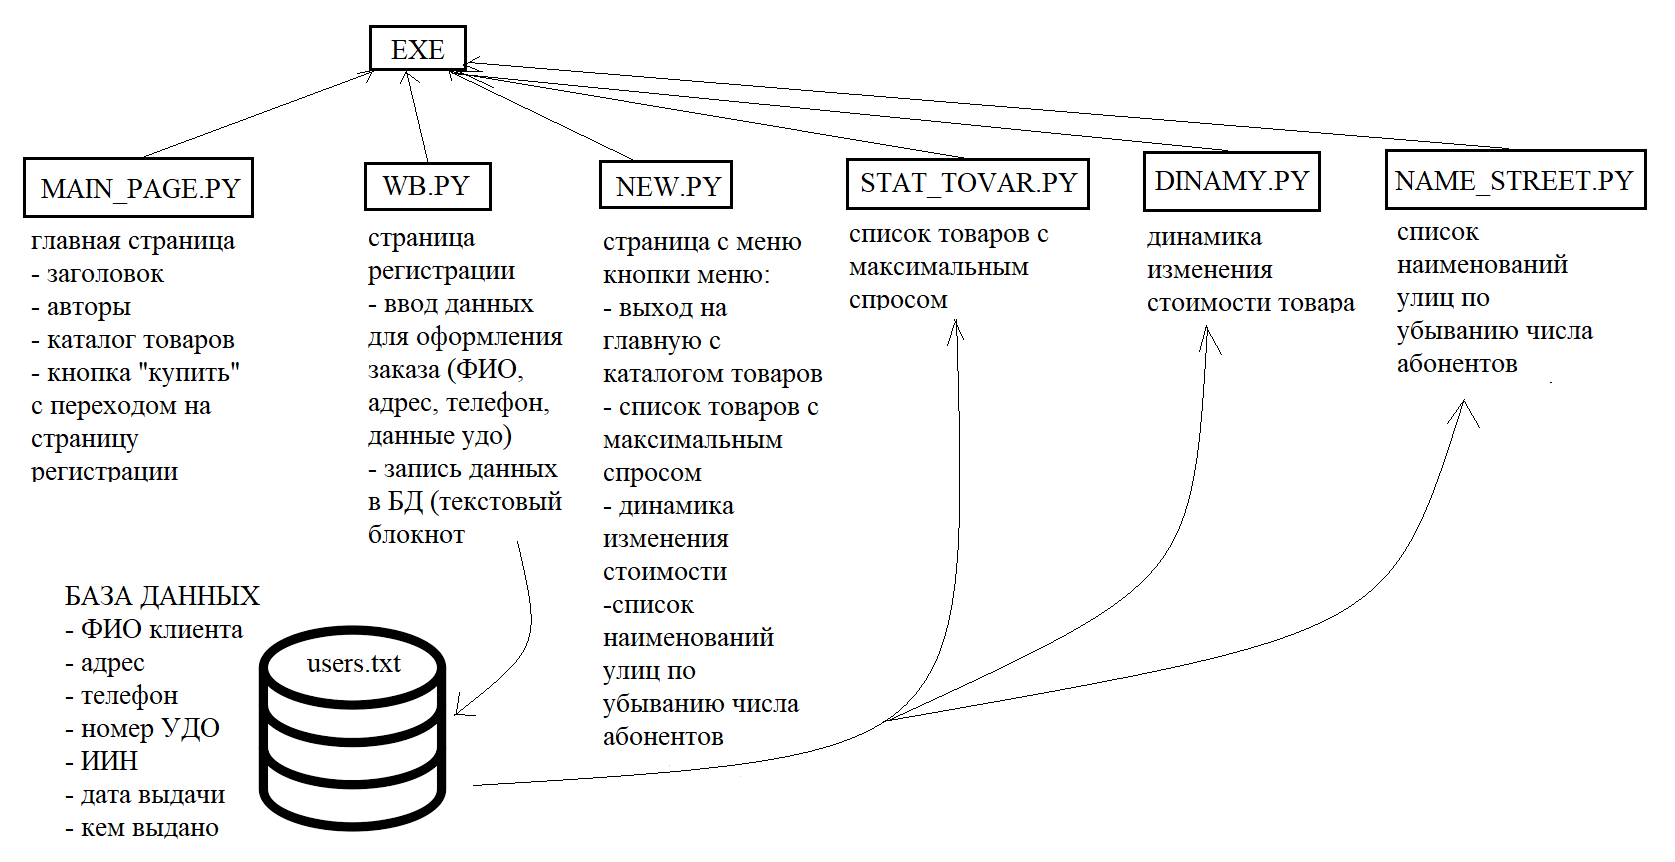 EXE
MAIN_PAGE.PY
главная страница
- заголовок
- авторы
- каталог товаров
- кнопка "купить"
с переходом на
страницу
регистрации
WB.PY
страница
регистрации
- ввод данных
для оформления
заказа (ФИО,
адрес, телефон,
данные удо)
- запись данных
в БД (текстовый
блокнот
NEW.PY
страница с меню
кнопки меню:
- выход на
главную с
каталогом товаров
- список товаров с
максимальным
спросом
- динамика
изменения
стоимости
-список
наименований
улиц по
убыванию числа
абонентов
STAT_TOVAR.PY
список товаров с
максимальным
спросом
DINAMY.PY
динамика
изменения
стоимости товара
NAME_STREET.PY
список
наименований
улиц по
убыванию числа
абонентов
БАЗА ДАННЫХ
- ФИО клиента
- адрес
- телефон
- номер УДО
- ИИН
- дата выдачи
- кем выдано
users.txt